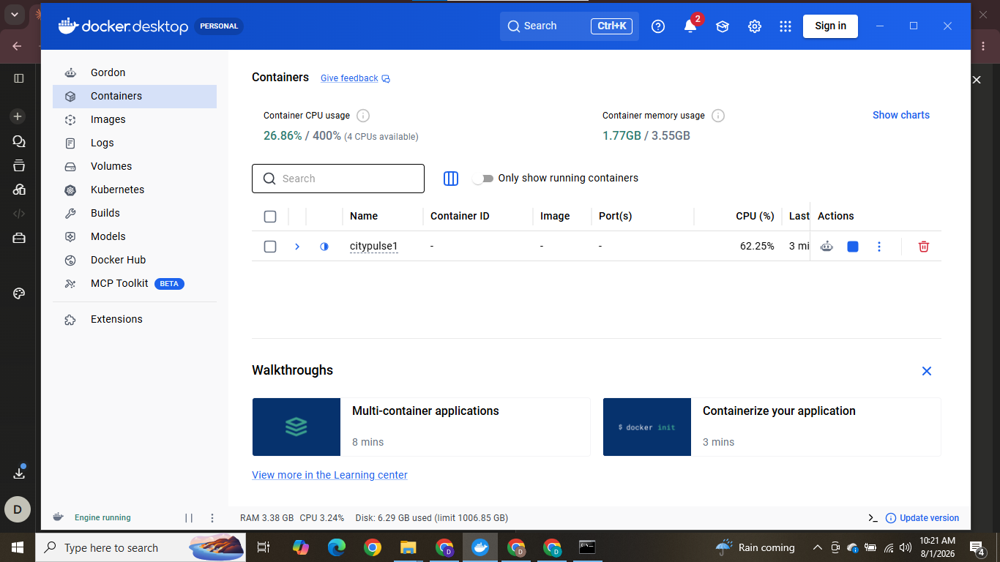 docker.desktop PERSONAL
Search Ctrl+K
2
Sign in
Gordon
Containers
Images
Logs
Volumes
Kubernetes
Builds
Models
Docker Hub
MCP Toolkit BETA
Extensions
Containers Give feedback
Container CPU usage
26.86% / 400% (4 CPUs available)
Container memory usage
1.77GB / 3.55GB
Show charts
Search
Only show running containers
Name Container ID Image Port(s) CPU (%) Last Actions
citypulse1 - - - 62.25% 3 mi
Walkthroughs
Multi-container applications
8 mins
$ docker init
Containerize your application
3 mins
View more in the Learning center
Engine running
RAM 3.38 GB CPU 3.24% Disk: 6.29 GB used (limit 1006.85 GB)
Update version
D
Type here to search
D
D
D
Rain coming
10:21 AM
8/1/2026
4